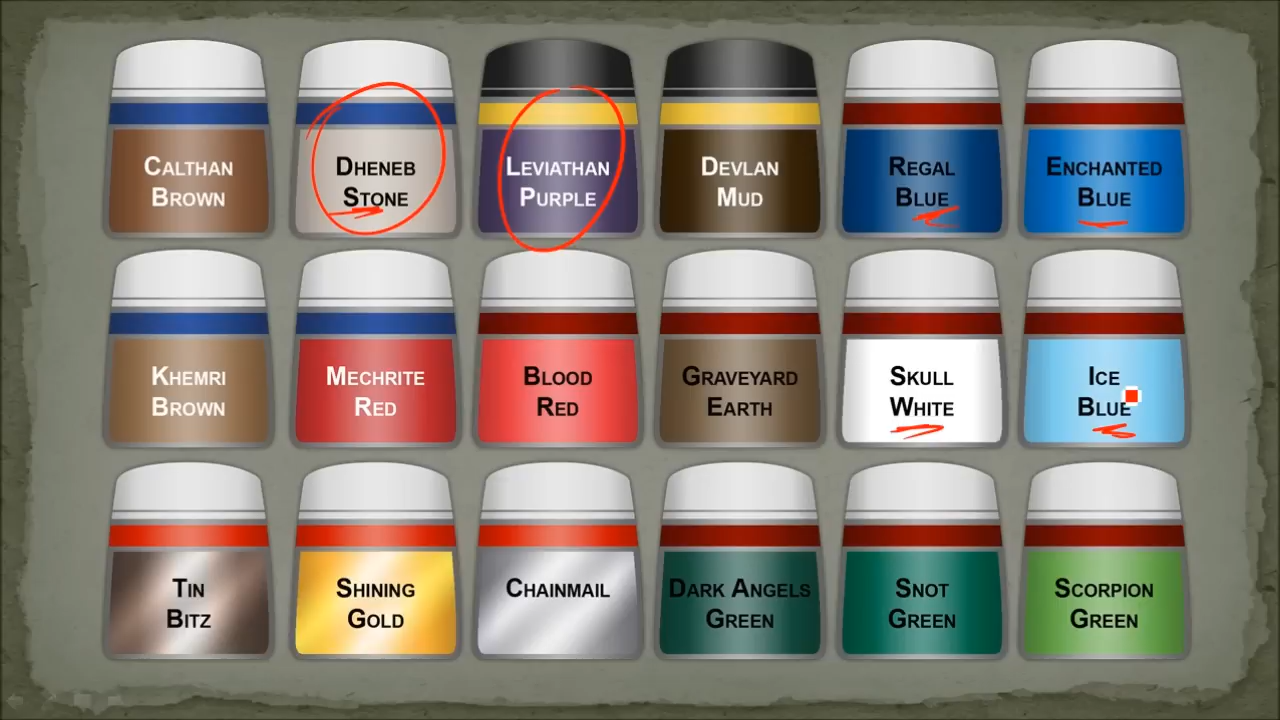 Calthan
Brown
Dheneb
Stone
Leviathan
Purple
Devlan
Mud
Regal
Blue
Enchanted
Blue
Khemri
Brown
Mechrite
Red
Blood
Red
Graveyard
Earth
Skull
White
Ice
Blue
Tin
Bitz
Shining
Gold
Chainmail
Dark Angels
Green
Snot
Green
Scorpion
Green